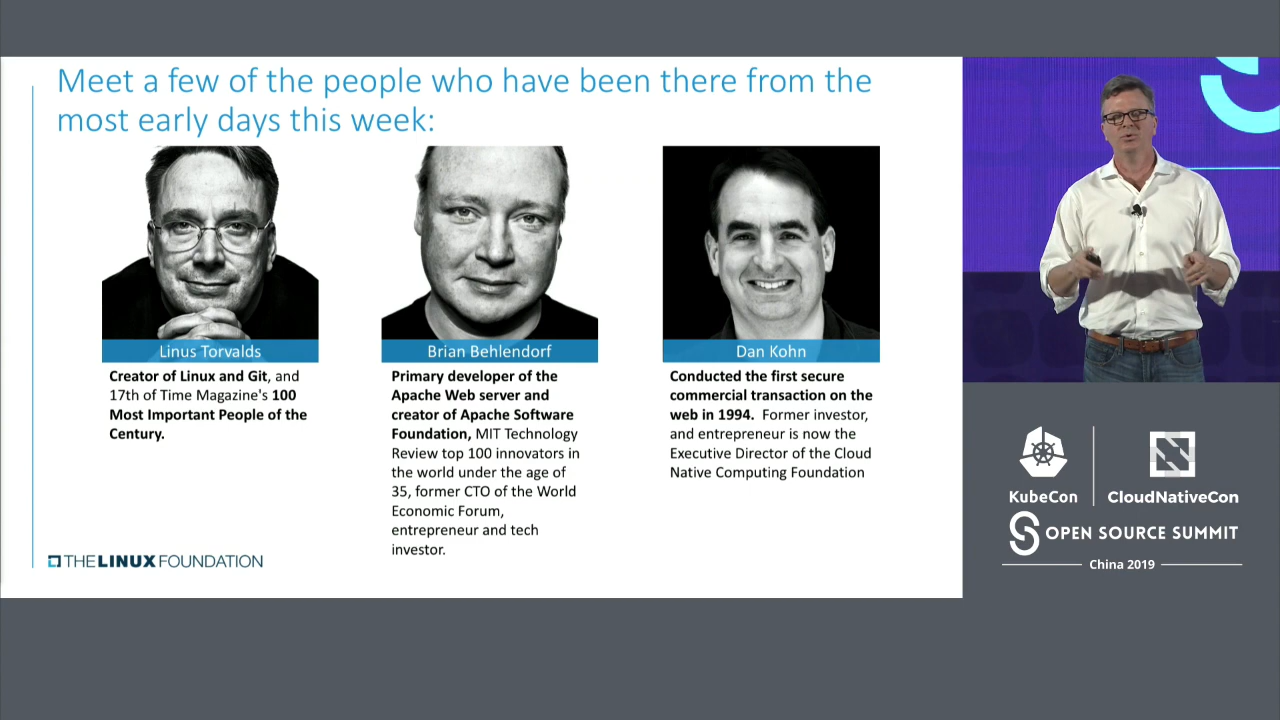 Meet a few of the people who have been there from the
most early days this week:
Linus Torvalds
Creator of Linux and Git, and
17th of Time Magazine's 100
Most Important People of the
Century.
Brian Behlendorf
Primary developer of the
Apache Web server and
creator of Apache Software
Foundation, MIT Technology
Review top 100 innovators in
the world under the age of
35, former CTO of the World
Economic Forum,
entrepreneur and tech
investor.
Dan Kohn
Conducted the first secure
commercial transaction on the
web in 1994. Former investor,
and entrepreneur is now the
Executive Director of the Cloud
Native Computing Foundation
THE LINUX FOUNDATION
KubeCon
CloudNativeCon
OPEN SOURCE SUMMIT
China 2019